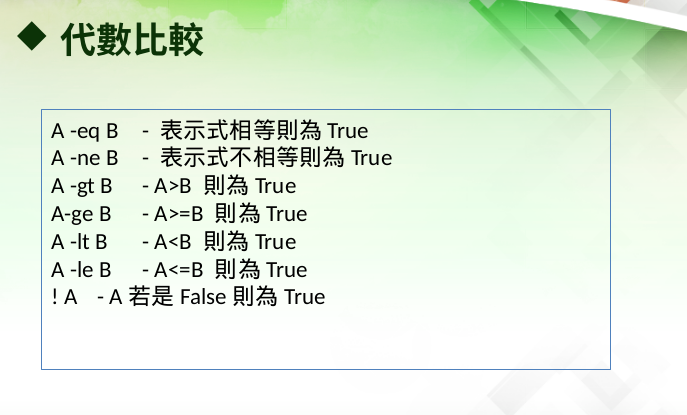 ◆ 代數比較
A -eq B - 表示式相等則為 True
A -ne B - 表示式不相等則為 True
A -gt B - A>B 則為 True
A-ge B - A>=B 則為 True
A -lt B - A<B 則為 True
A -le B - A<=B 則為 True
! A - A 若是 False 則為 True